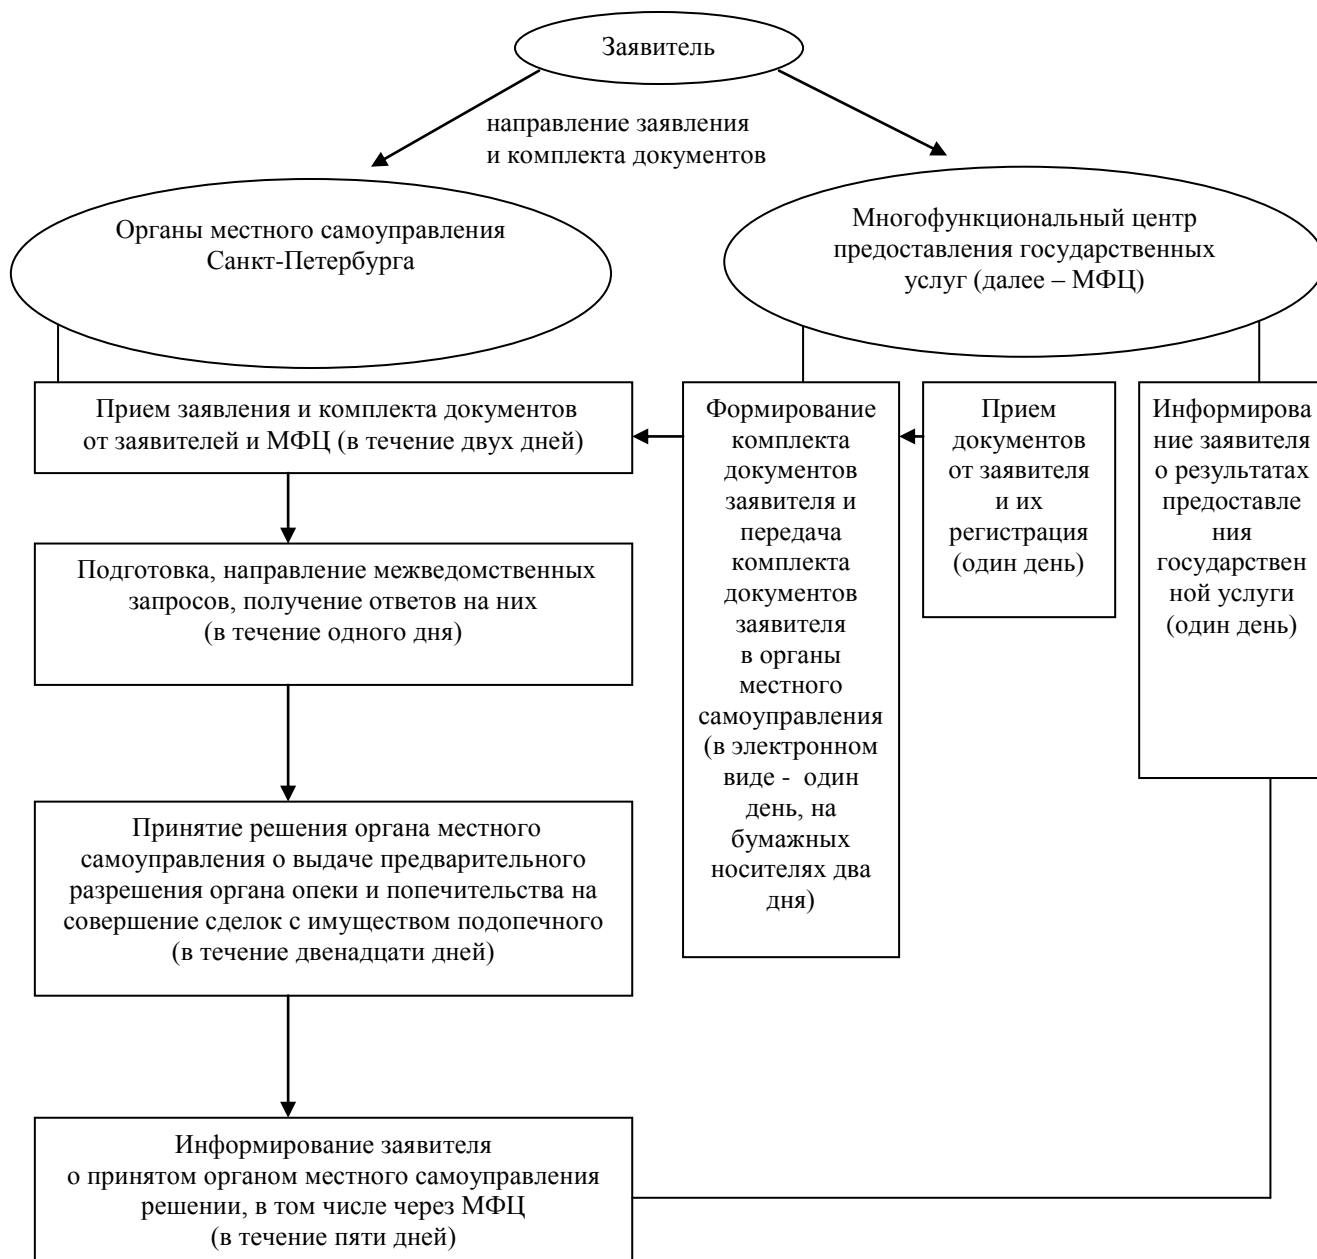 Заявитель
направление заявления
и комплекта документов
Органы местного самоуправления
Санкт-Петербурга
Многофункциональный центр
предоставления государственных
услуг (далее – МФЦ)
Прием заявления и комплекта документов
от заявителей и МФЦ (в течение двух дней)
Формирование
комплекта
документов
заявителя и
передача
комплекта
документов
заявителя
в органы
местного
самоуправления
(в электронном
виде - один
день, на
бумажных
носителях два
дня)
Прием
документов
от заявителя
и их
регистрация
(один день)
Информирова
ние заявителя
о результатах
предоставле
ния
государствен
ной услуги
(один день)
Подготовка, направление межведомственных
запросов, получение ответов на них
(в течение одного дня)
Принятие решения органа местного
самоуправления о выдаче предварительного
разрешения органа опеки и попечительства на
совершение сделок с имуществом подопечного
(в течение двенадцати дней)
Информирование заявителя
о принятом органом местного самоуправления
решении, в том числе через МФЦ
(в течение пяти дней)